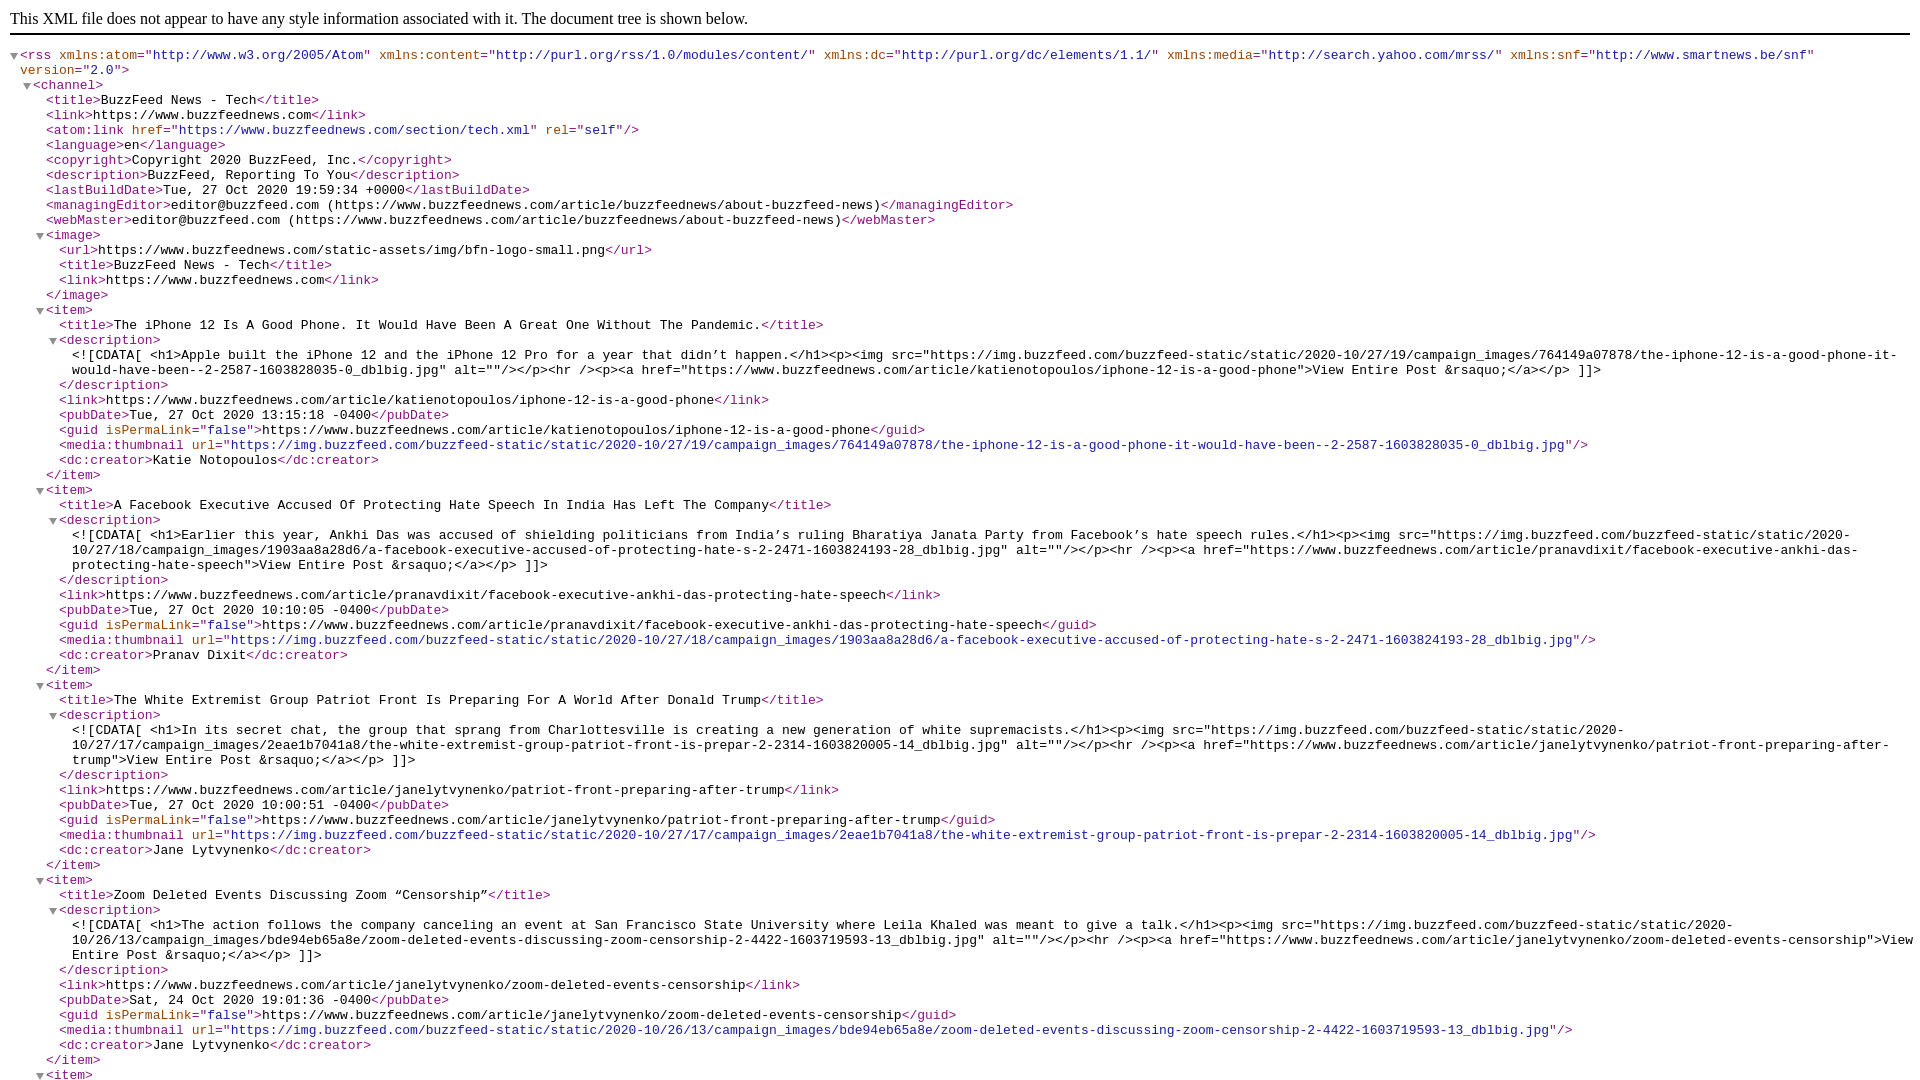 This XML file does not appear to have any style information associated with it. The document tree is shown below.
<rss xmlns:atom="http://www.w3.org/2005/Atom" xmlns:content="http://purl.org/rss/1.0/modules/content/" xmlns:dc="http://purl.org/dc/elements/1.1/" xmlns:media="http://search.yahoo.com/mrss/" xmlns:snf="http://www.smartnews.be/snf"
version="2.0">
<channel>
<title>BuzzFeed News - Tech</title>
<link>https://www.buzzfeednews.com</link>
<atom:link href="https://www.buzzfeednews.com/section/tech.xml" rel="self"/>
<language>en</language>
<copyright>Copyright 2020 BuzzFeed, Inc.</copyright>
<description>BuzzFeed, Reporting To You</description>
<lastBuildDate>Tue, 27 Oct 2020 19:59:34 +0000</lastBuildDate>
<managingEditor>editor@buzzfeed.com (https://www.buzzfeednews.com/article/buzzfeednews/about-buzzfeed-news)</managingEditor>
<webMaster>editor@buzzfeed.com (https://www.buzzfeednews.com/article/buzzfeednews/about-buzzfeed-news)</webMaster>
<image>
<url>https://www.buzzfeednews.com/static-assets/img/bfn-logo-small.png</url>
<title>BuzzFeed News - Tech</title>
<link>https://www.buzzfeednews.com</link>
</image>
<item>
<title>The iPhone 12 Is A Good Phone. It Would Have Been A Great One Without The Pandemic.</title>
<description>
<![CDATA[ <h1>Apple built the iPhone 12 and the iPhone 12 Pro for a year that didn’t happen.</h1><p><img src="https://img.buzzfeed.com/buzzfeed-static/static/2020-10/27/19/campaign_images/764149a07878/the-iphone-12-is-a-good-phone-it-
would-have-been--2-2587-1603828035-0_dblbig.jpg" alt=""/></p><hr /><p><a href="https://www.buzzfeednews.com/article/katienotopoulos/iphone-12-is-a-good-phone">View Entire Post &rsaquo;</a></p> ]]>
</description>
<link>https://www.buzzfeednews.com/article/katienotopoulos/iphone-12-is-a-good-phone</link>
<pubDate>Tue, 27 Oct 2020 13:15:18 -0400</pubDate>
<guid isPermaLink="false">https://www.buzzfeednews.com/article/katienotopoulos/iphone-12-is-a-good-phone</guid>
<media:thumbnail url="https://img.buzzfeed.com/buzzfeed-static/static/2020-10/27/19/campaign_images/764149a07878/the-iphone-12-is-a-good-phone-it-would-have-been--2-2587-1603828035-0_dblbig.jpg"/>
<dc:creator>Katie Notopoulos</dc:creator>
</item>
<item>
<title>A Facebook Executive Accused Of Protecting Hate Speech In India Has Left The Company</title>
<description>
<![CDATA[ <h1>Earlier this year, Ankhi Das was accused of shielding politicians from India’s ruling Bharatiya Janata Party from Facebook’s hate speech rules.</h1><p><img src="https://img.buzzfeed.com/buzzfeed-static/static/2020-
10/27/18/campaign_images/1903aa8a28d6/a-facebook-executive-accused-of-protecting-hate-s-2-2471-1603824193-28_dblbig.jpg" alt=""/></p><hr /><p><a href="https://www.buzzfeednews.com/article/pranavdixit/facebook-executive-ankhi-das-
protecting-hate-speech">View Entire Post &rsaquo;</a></p> ]]>
</description>
<link>https://www.buzzfeednews.com/article/pranavdixit/facebook-executive-ankhi-das-protecting-hate-speech</link>
<pubDate>Tue, 27 Oct 2020 10:10:05 -0400</pubDate>
<guid isPermaLink="false">https://www.buzzfeednews.com/article/pranavdixit/facebook-executive-ankhi-das-protecting-hate-speech</guid>
<media:thumbnail url="https://img.buzzfeed.com/buzzfeed-static/static/2020-10/27/18/campaign_images/1903aa8a28d6/a-facebook-executive-accused-of-protecting-hate-s-2-2471-1603824193-28_dblbig.jpg"/>
<dc:creator>Pranav Dixit</dc:creator>
</item>
<item>
<title>The White Extremist Group Patriot Front Is Preparing For A World After Donald Trump</title>
<description>
<![CDATA[ <h1>In its secret chat, the group that sprang from Charlottesville is creating a new generation of white supremacists.</h1><p><img src="https://img.buzzfeed.com/buzzfeed-static/static/2020-
10/27/17/campaign_images/2eae1b7041a8/the-white-extremist-group-patriot-front-is-prepar-2-2314-1603820005-14_dblbig.jpg" alt=""/></p><hr /><p><a href="https://www.buzzfeednews.com/article/janelytvynenko/patriot-front-preparing-after-
trump">View Entire Post &rsaquo;</a></p> ]]>
</description>
<link>https://www.buzzfeednews.com/article/janelytvynenko/patriot-front-preparing-after-trump</link>
<pubDate>Tue, 27 Oct 2020 10:00:51 -0400</pubDate>
<guid isPermaLink="false">https://www.buzzfeednews.com/article/janelytvynenko/patriot-front-preparing-after-trump</guid>
<media:thumbnail url="https://img.buzzfeed.com/buzzfeed-static/static/2020-10/27/17/campaign_images/2eae1b7041a8/the-white-extremist-group-patriot-front-is-prepar-2-2314-1603820005-14_dblbig.jpg"/>
<dc:creator>Jane Lytvynenko</dc:creator>
</item>
<item>
<title>Zoom Deleted Events Discussing Zoom “Censorship”</title>
<description>
<![CDATA[ <h1>The action follows the company canceling an event at San Francisco State University where Leila Khaled was meant to give a talk.</h1><p><img src="https://img.buzzfeed.com/buzzfeed-static/static/2020-
10/26/13/campaign_images/bde94eb65a8e/zoom-deleted-events-discussing-zoom-censorship-2-4422-1603719593-13_dblbig.jpg" alt=""/></p><hr /><p><a href="https://www.buzzfeednews.com/article/janelytvynenko/zoom-deleted-events-censorship">View
Entire Post &rsaquo;</a></p> ]]>
</description>
<link>https://www.buzzfeednews.com/article/janelytvynenko/zoom-deleted-events-censorship</link>
<pubDate>Sat, 24 Oct 2020 19:01:36 -0400</pubDate>
<guid isPermaLink="false">https://www.buzzfeednews.com/article/janelytvynenko/zoom-deleted-events-censorship</guid>
<media:thumbnail url="https://img.buzzfeed.com/buzzfeed-static/static/2020-10/26/13/campaign_images/bde94eb65a8e/zoom-deleted-events-discussing-zoom-censorship-2-4422-1603719593-13_dblbig.jpg"/>
<dc:creator>Jane Lytvynenko</dc:creator>
</item>
<item>